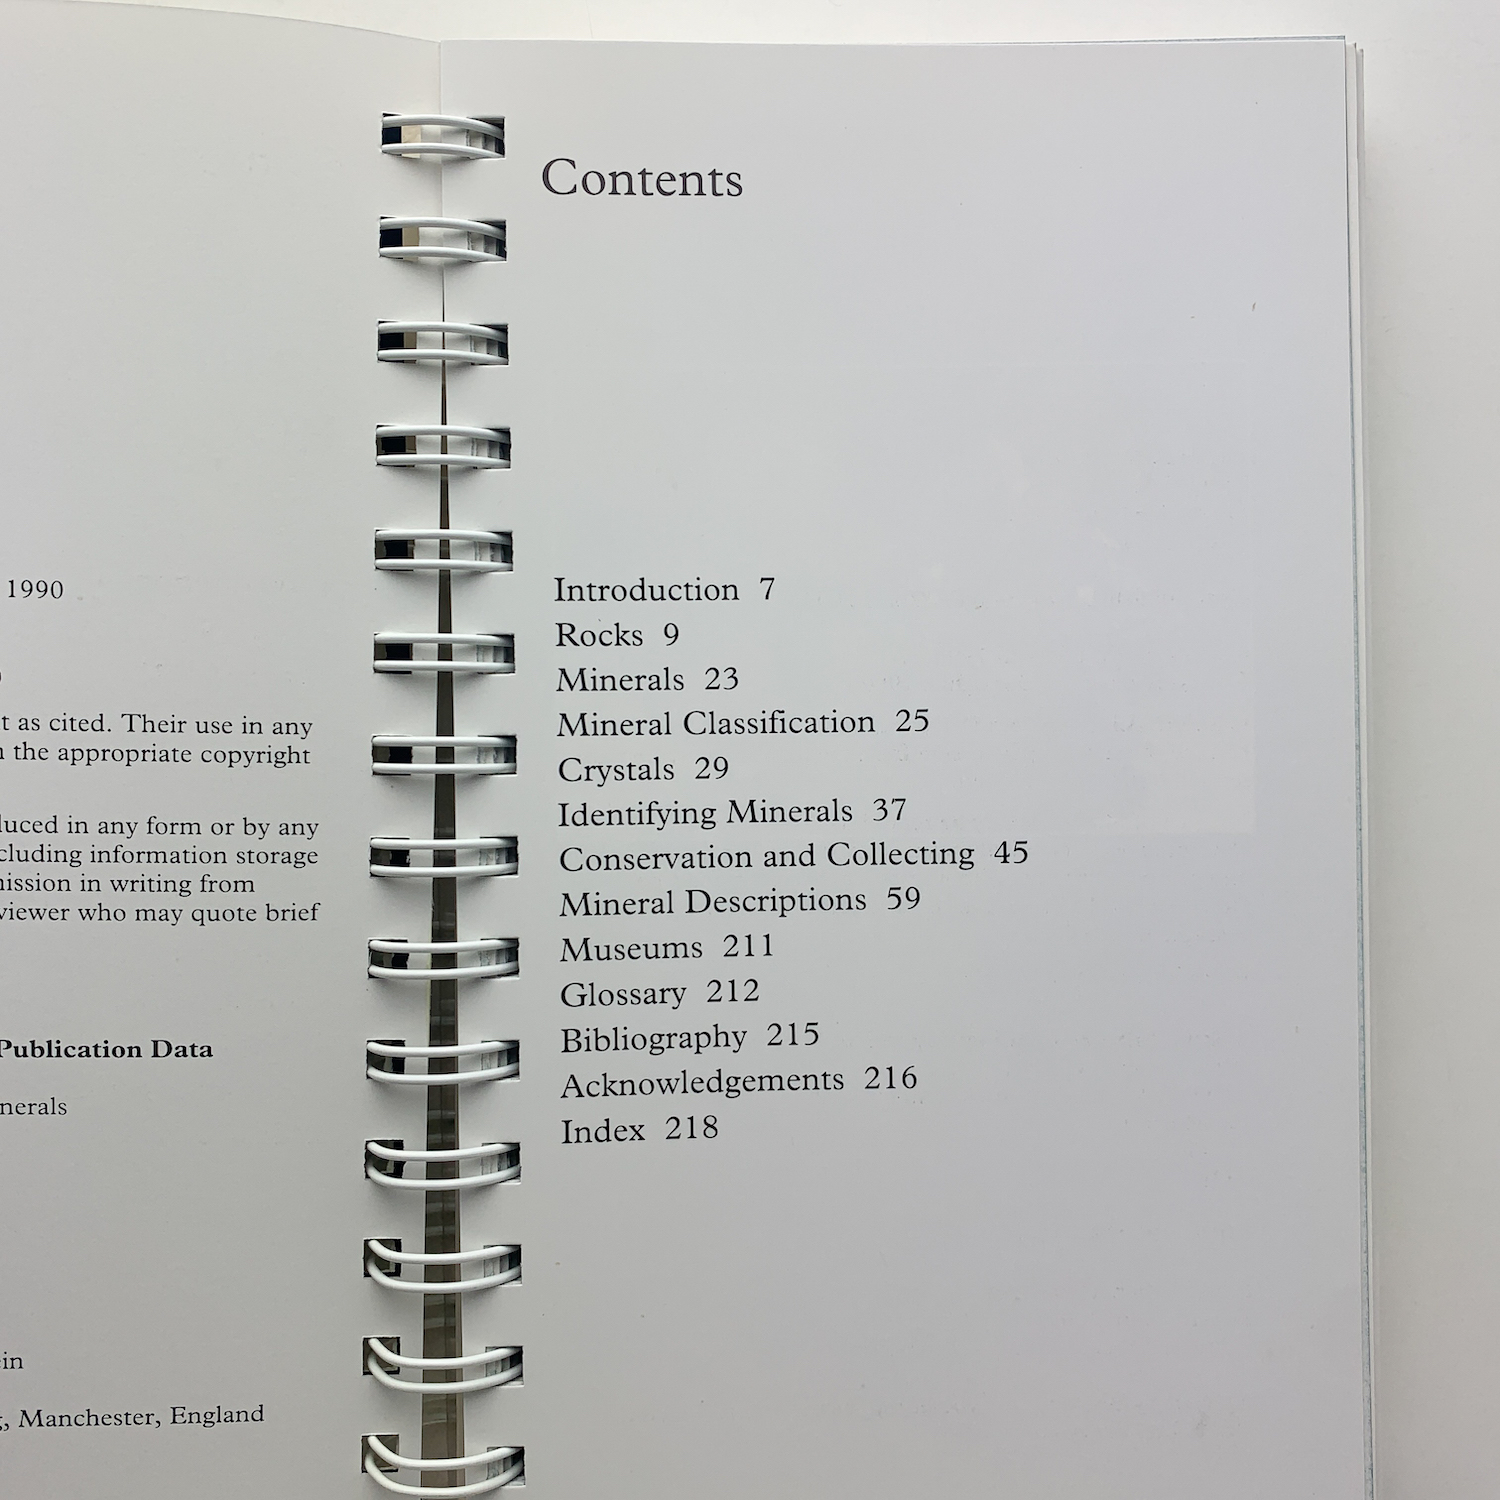 1990
t as cited. Their use in any
the appropriate copyright
uced in any form or by any
cluding information storage
ission in writing from
viewer who may quote brief
Publication Data
nerals
ein
, Manchester, England
Contents
Introduction 7
Rocks 9
Minerals 23
Mineral Classification 25
Crystals 29
Identifying Minerals 37
Conservation and Collecting 45
Mineral Descriptions 59
Museums 211
Glossary 212
Bibliography 215
Acknowledgements 216
Index 218